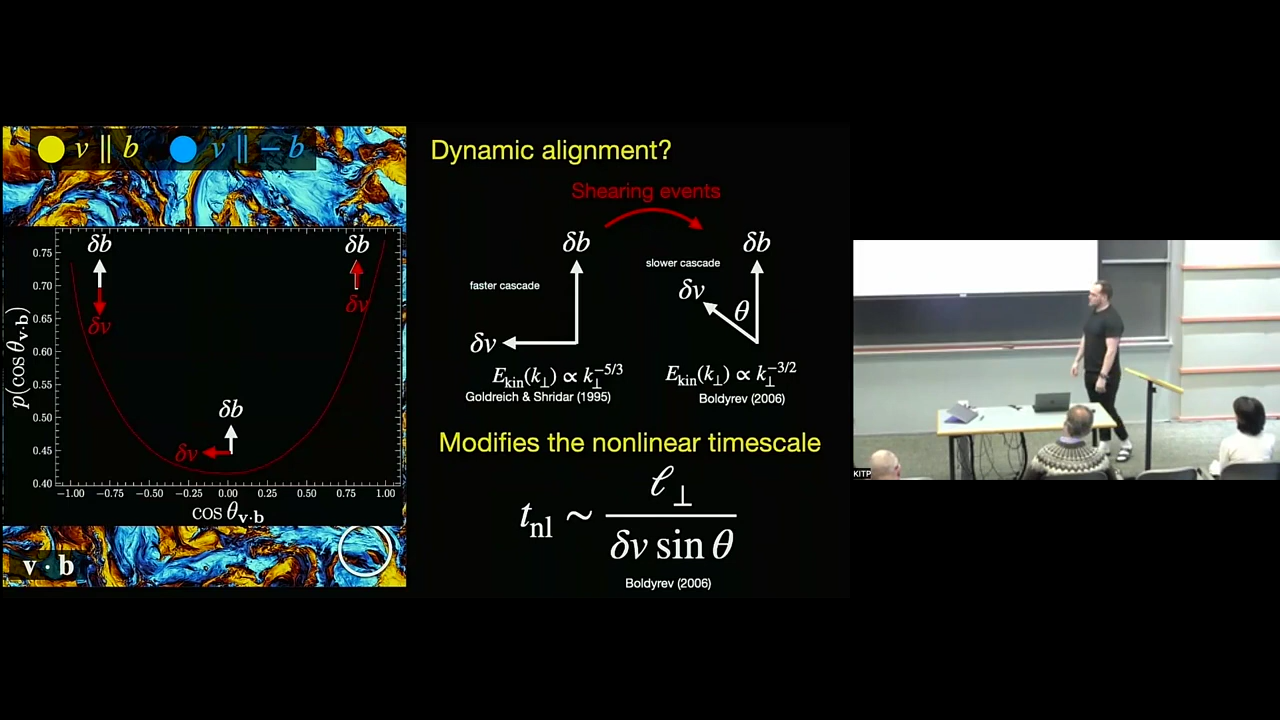 v ∥ b
v ∥ − b
Dynamic alignment?
Shearing events
δb
δb
δb
δb
faster cascade
slower cascade
δv
δv
δv
δv
θ
0.75
0.70
0.65
0.60
0.55
0.50
0.45
0.40
p(cos θv·b)
δb
δv
−1.00
−0.75
−0.50
−0.25
0.00
0.25
0.50
0.75
1.00
cos θv·b
Ekin(k⊥) ∝ k⊥^−5/3
Goldreich & Shridar (1995)
Ekin(k⊥) ∝ k⊥^−3/2
Boldyrev (2006)
Modifies the nonlinear timescale
tnl ~ ℓ⊥ / δv sin θ
Boldyrev (2006)
v · b
KITP